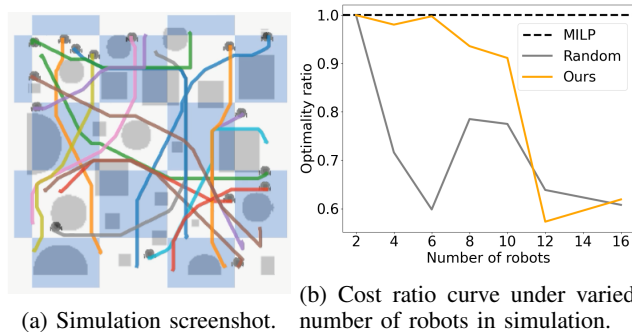 1.0
0.9
0.8
0.7
0.6
Optimality ratio
MILP
Random
Ours
2 4 6 8 10 12 14 16
Number of robots
(a) Simulation screenshot.
(b) Cost ratio curve under varied
number of robots in simulation.